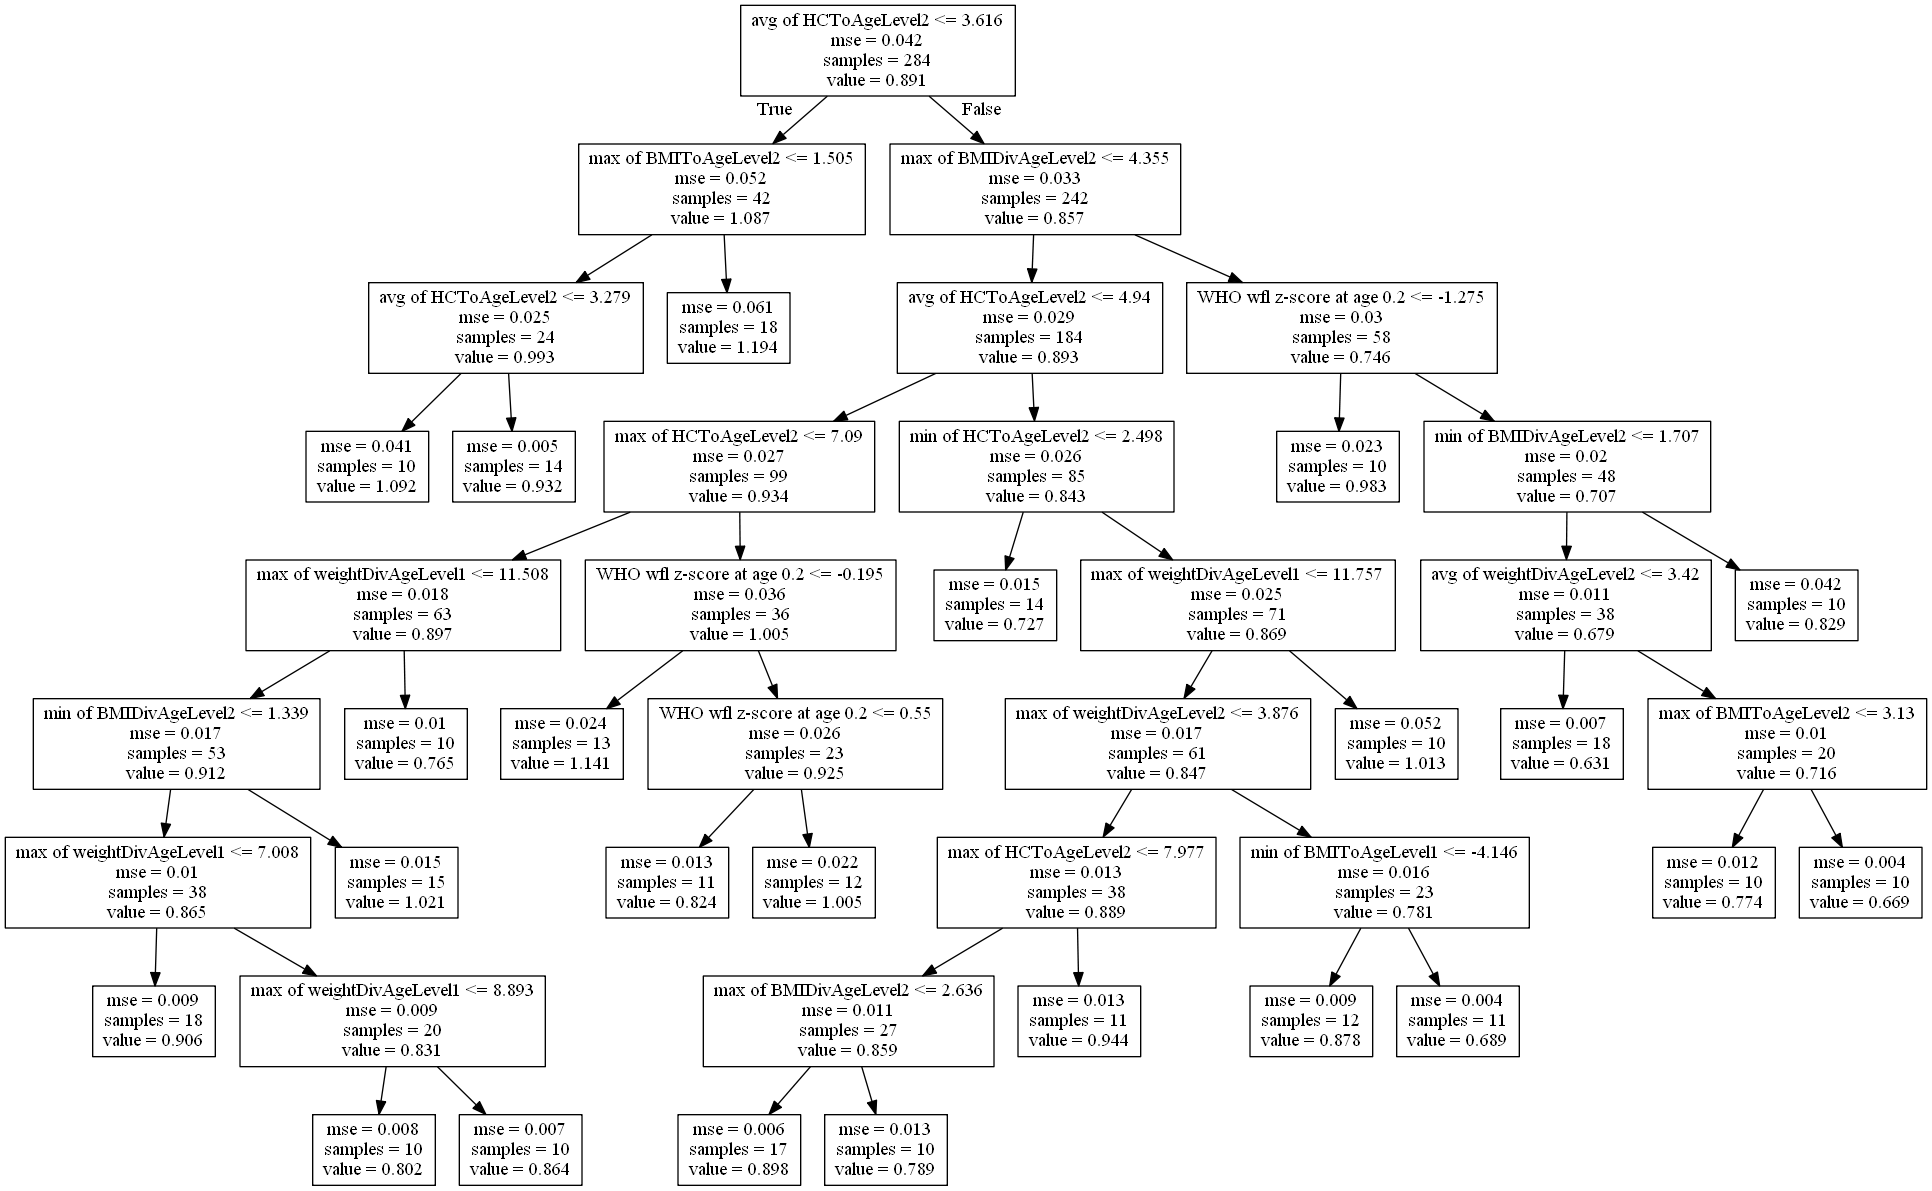 avg of HCToAgeLevel2 <= 3.616
mse = 0.042
samples = 284
value = 0.891
True
False
max of BMIToAgeLevel2 <= 1.505
mse = 0.052
samples = 42
value = 1.087
max of BMIDivAgeLevel2 <= 4.355
mse = 0.033
samples = 242
value = 0.857
avg of HCToAgeLevel2 <= 3.279
mse = 0.025
samples = 24
value = 0.993
mse = 0.061
samples = 18
value = 1.194
avg of HCToAgeLevel2 <= 4.94
mse = 0.029
samples = 184
value = 0.893
WHO wfl z-score at age 0.2 <= -1.275
mse = 0.03
samples = 58
value = 0.746
mse = 0.041
samples = 10
value = 1.092
mse = 0.005
samples = 14
value = 0.932
max of HCToAgeLevel2 <= 7.09
mse = 0.027
samples = 99
value = 0.934
min of HCToAgeLevel2 <= 2.498
mse = 0.026
samples = 85
value = 0.843
mse = 0.023
samples = 10
value = 0.983
min of BMIDivAgeLevel2 <= 1.707
mse = 0.02
samples = 48
value = 0.707
max of weightDivAgeLevel1 <= 11.508
mse = 0.018
samples = 63
value = 0.897
WHO wfl z-score at age 0.2 <= -0.195
mse = 0.036
samples = 36
value = 1.005
mse = 0.015
samples = 14
value = 0.727
max of weightDivAgeLevel1 <= 11.757
mse = 0.025
samples = 71
value = 0.869
avg of weightDivAgeLevel2 <= 3.42
mse = 0.011
samples = 38
value = 0.679
mse = 0.042
samples = 10
value = 0.829
min of BMIDivAgeLevel2 <= 1.339
mse = 0.017
samples = 53
value = 0.912
mse = 0.01
samples = 10
value = 0.765
mse = 0.024
samples = 13
value = 1.141
WHO wfl z-score at age 0.2 <= 0.55
mse = 0.026
samples = 23
value = 0.925
max of weightDivAgeLevel2 <= 3.876
mse = 0.017
samples = 61
value = 0.847
mse = 0.052
samples = 10
value = 1.013
mse = 0.007
samples = 18
value = 0.631
max of BMIToAgeLevel2 <= 3.13
mse = 0.01
samples = 20
value = 0.716
max of weightDivAgeLevel1 <= 7.008
mse = 0.01
samples = 38
value = 0.865
mse = 0.015
samples = 15
value = 1.021
mse = 0.013
samples = 11
value = 0.824
mse = 0.022
samples = 12
value = 1.005
max of HCToAgeLevel2 <= 7.977
mse = 0.013
samples = 38
value = 0.889
min of BMIToAgeLevel1 <= -4.146
mse = 0.016
samples = 23
value = 0.781
mse = 0.012
samples = 10
value = 0.774
mse = 0.004
samples = 10
value = 0.669
mse = 0.009
samples = 18
value = 0.906
max of weightDivAgeLevel1 <= 8.893
mse = 0.009
samples = 20
value = 0.831
max of BMIDivAgeLevel2 <= 2.636
mse = 0.011
samples = 27
value = 0.859
mse = 0.013
samples = 11
value = 0.944
mse = 0.009
samples = 12
value = 0.878
mse = 0.004
samples = 11
value = 0.689
mse = 0.008
samples = 10
value = 0.802
mse = 0.007
samples = 10
value = 0.864
mse = 0.006
samples = 17
value = 0.898
mse = 0.013
samples = 10
value = 0.789